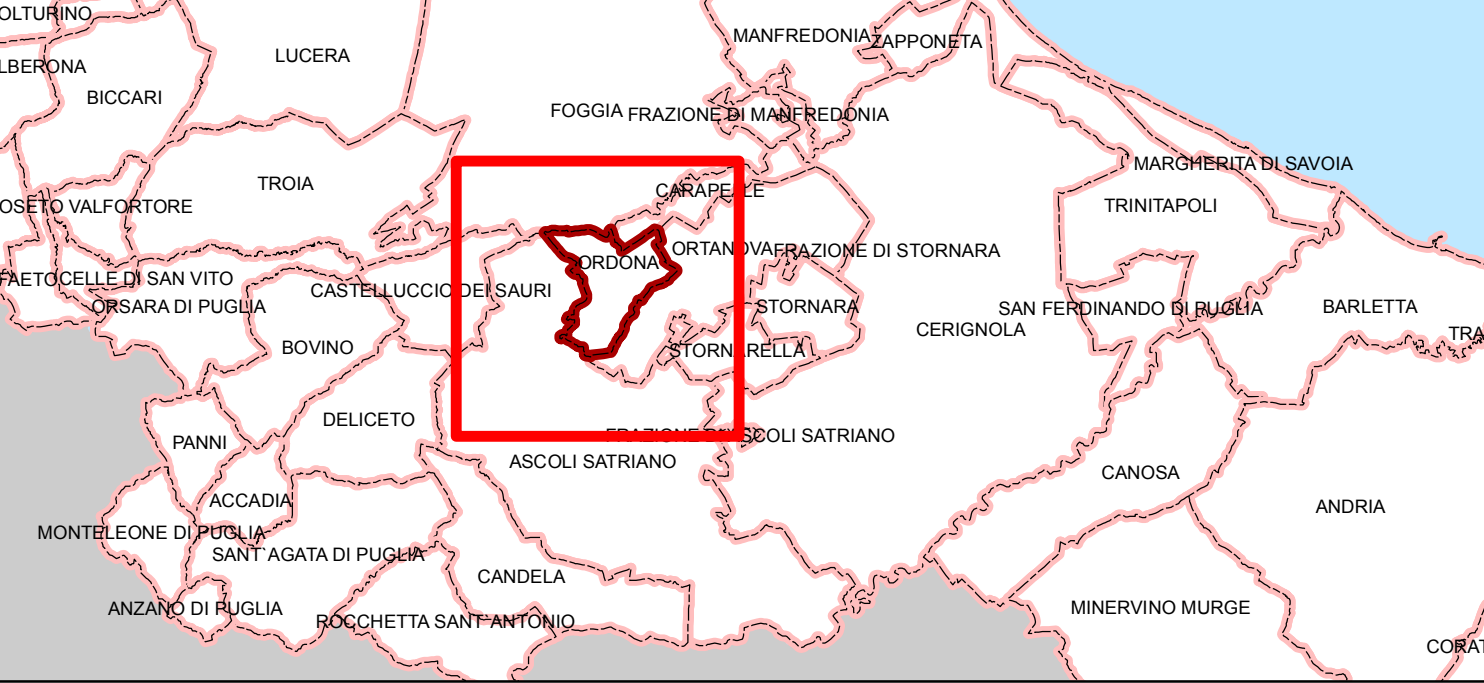 OLTURINO
MANFREDONIA
ZAPPONETA
LUCERA
LBERONA
BICCARI
FOGGIA
FRAZIONE DI MANFREDONIA
MARGHERITA DI SAVOIA
TROIA
CARAPELLE
OSETO VALFORTORE
TRINITAPOLI
ORTANOVA
FRAZIONE DI STORNARA
ORDONA
FAETO
CELLE DI SAN VITO
CASTELLUCCIO DEI SAURI
ORSARA DI PUGLIA
STORNARA
SAN FERDINANDO DI PUGLIA
BARLETTA
CERIGNOLA
TRA
BOVINO
STORNARELLA
DELICETO
FRAZIONE DI ASCOLI SATRIANO
PANNI
ASCOLI SATRIANO
CANOSA
ACCADIA
ANDRIA
MONTELEONE DI PUGLIA
SANT`AGATA DI PUGLIA
CANDELA
ANZANO DI PUGLIA
MINERVINO MURGE
ROCCHETTA SANT`ANTONIO
CORAT